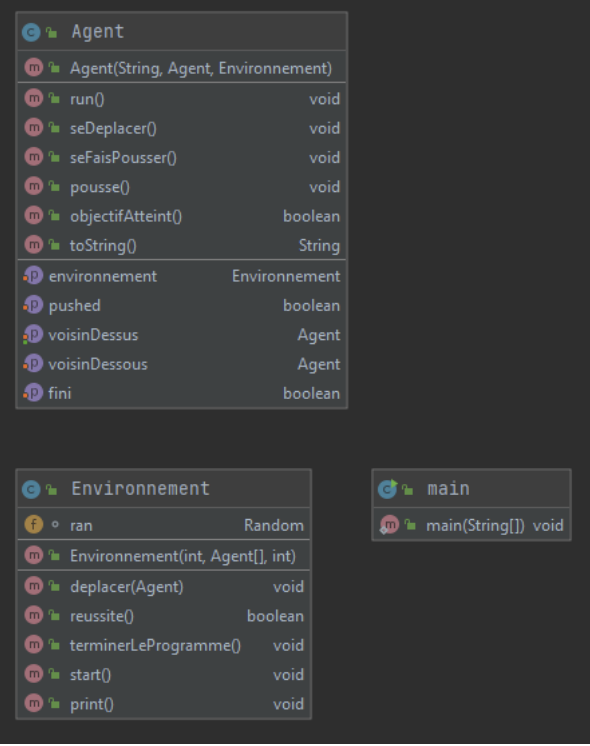 Agent
Agent(String, Agent, Environnement)
run() void
seDeplacer() void
seFaisPousser() void
pousse() void
objectifAtteint() boolean
toString() String
environnement Environnement
pushed boolean
voisinDessus Agent
voisinDessous Agent
fini boolean
Environnement
ran Random
Environnement(int, Agent[], int)
deplacer(Agent) void
reussite() boolean
terminerLeProgramme() void
start() void
print() void
main
main(String[]) void